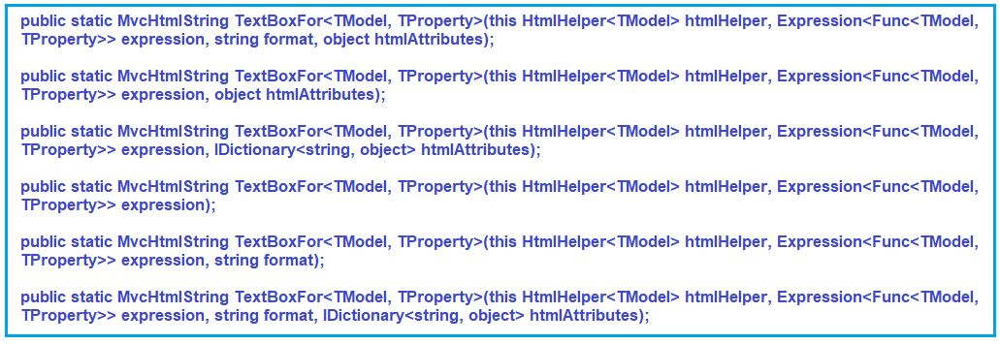 public static MvcHtmlString TextBoxFor<TModel, TProperty>(this HtmlHelper<TModel> htmlHelper, Expression<Func<TModel,
TProperty>> expression, string format, object htmlAttributes);
public static MvcHtmlString TextBoxFor<TModel, TProperty>(this HtmlHelper<TModel> htmlHelper, Expression<Func<TModel,
TProperty>> expression, object htmlAttributes);
public static MvcHtmlString TextBoxFor<TModel, TProperty>(this HtmlHelper<TModel> htmlHelper, Expression<Func<TModel,
TProperty>> expression, IDictionary<string, object> htmlAttributes);
public static MvcHtmlString TextBoxFor<TModel, TProperty>(this HtmlHelper<TModel> htmlHelper, Expression<Func<TModel,
TProperty>> expression);
public static MvcHtmlString TextBoxFor<TModel, TProperty>(this HtmlHelper<TModel> htmlHelper, Expression<Func<TModel,
TProperty>> expression, string format);
public static MvcHtmlString TextBoxFor<TModel, TProperty>(this HtmlHelper<TModel> htmlHelper, Expression<Func<TModel,
TProperty>> expression, string format, IDictionary<string, object> htmlAttributes);